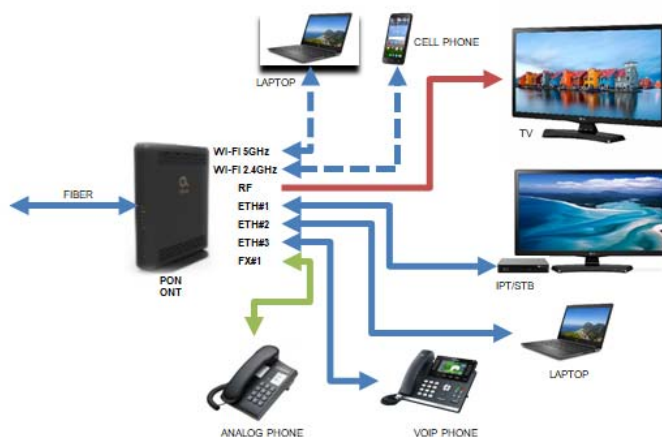 CELL PHONE
LAPTOP
TV
WI-FI 5GHz
WI-FI 2.4GHz
RF
FIBER
ETH#1
ETH#2
ETH#3
FX#1
PON
ONT
IPT/STB
LAPTOP
ANALOG PHONE
VOIP PHONE